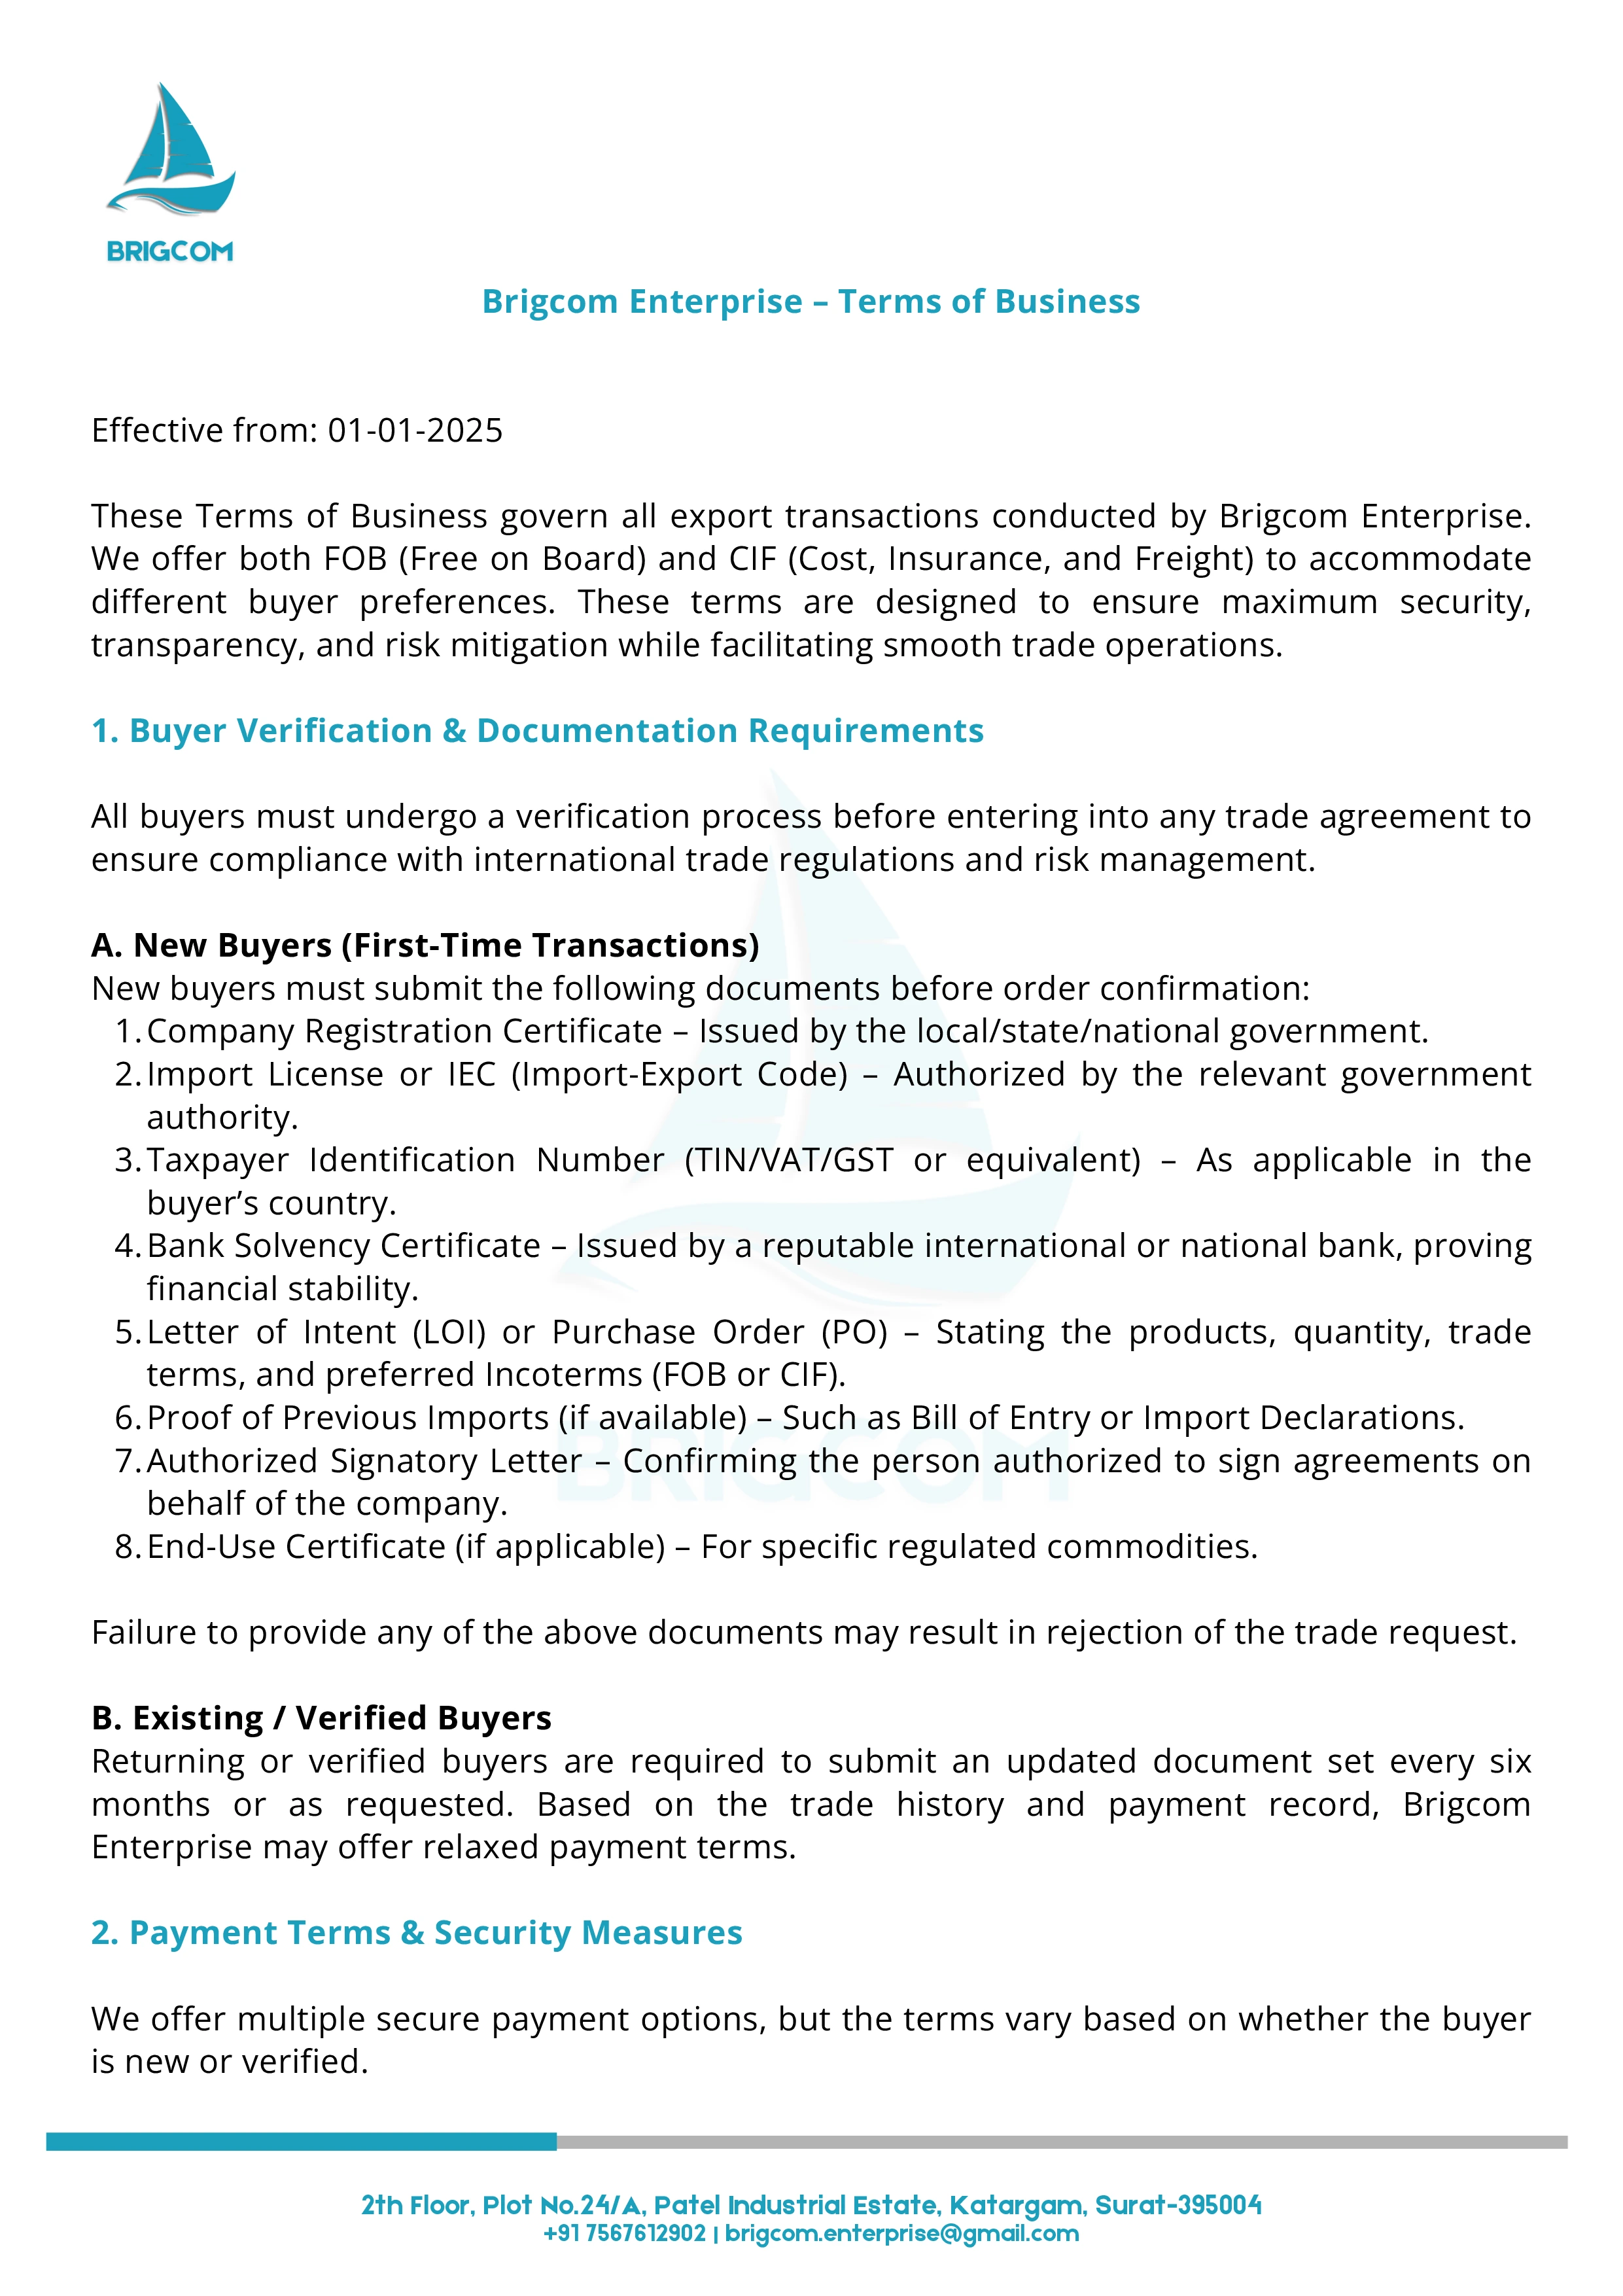 BRIGCOM
Brigcom Enterprise – Terms of Business
Effective from: 01-01-2025
These Terms of Business govern all export transactions conducted by Brigcom Enterprise.
We offer both FOB (Free on Board) and CIF (Cost, Insurance, and Freight) to accommodate
different buyer preferences. These terms are designed to ensure maximum security,
transparency, and risk mitigation while facilitating smooth trade operations.
1. Buyer Verification & Documentation Requirements
All buyers must undergo a verification process before entering into any trade agreement to
ensure compliance with international trade regulations and risk management.
A. New Buyers (First-Time Transactions)
New buyers must submit the following documents before order confirmation:
1. Company Registration Certificate – Issued by the local/state/national government.
2. Import License or IEC (Import-Export Code) – Authorized by the relevant government
authority.
3. Taxpayer Identification Number (TIN/VAT/GST or equivalent) – As applicable in the
buyer’s country.
4. Bank Solvency Certificate – Issued by a reputable international or national bank, proving
financial stability.
5. Letter of Intent (LOI) or Purchase Order (PO) – Stating the products, quantity, trade
terms, and preferred Incoterms (FOB or CIF).
6. Proof of Previous Imports (if available) – Such as Bill of Entry or Import Declarations.
BRIGCOM
7. Authorized Signatory Letter – Confirming the person authorized to sign agreements on
behalf of the company.
8. End-Use Certificate (if applicable) – For specific regulated commodities.
Failure to provide any of the above documents may result in rejection of the trade request.
B. Existing / Verified Buyers
Returning or verified buyers are required to submit an updated document set every six
months or as requested. Based on the trade history and payment record, Brigcom
Enterprise may offer relaxed payment terms.
2. Payment Terms & Security Measures
We offer multiple secure payment options, but the terms vary based on whether the buyer
is new or verified.
2th Floor, Plot No.24/A, Patel Industrial Estate, Katargam, Surat-395004
+91 7567612902 | brigcom.enterprise@gmail.com